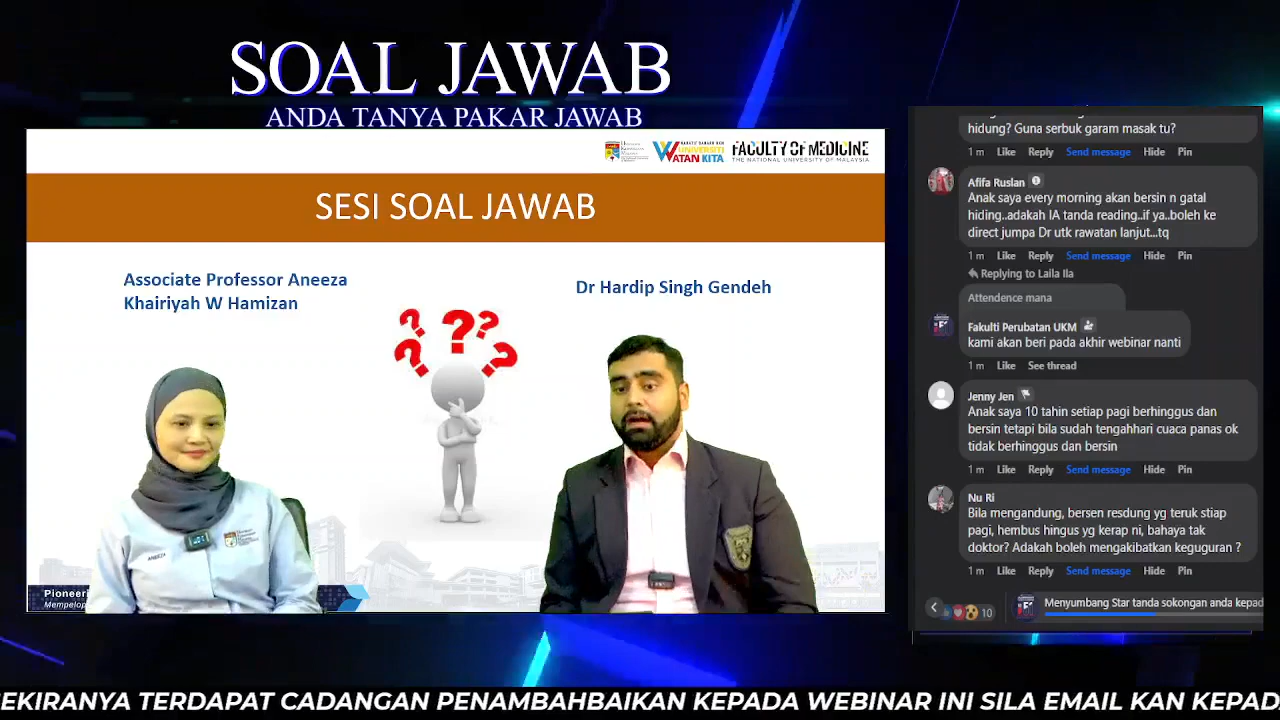 SOAL JAWAB
ANDA TANYA PAKAR JAWAB
UNIVERSITI
WATAN KITA
FACULTY OF MEDICINE
THE NATIONAL UNIVERSITY OF MALAYSIA
SESI SOAL JAWAB
Associate Professor Aneeza
Khairiyah W Hamizan
Dr Hardip Singh Gendeh
? ? ? ? ?
ANEEZA
Pioneeri
Mempelop
hidung? Guna serbuk garam masak tu?
1 m Like Reply Send message Hide Pin
Afifa Ruslan
Anak saya every morning akan bersin n gatal
hiding..adakah IA tanda reading..if ya..boleh ke
direct jumpa Dr utk rawatan lanjut...tq
1 m Like Reply Send message Hide Pin
Replying to Laila Ila
Attendence mana
Fakulti Perubatan UKM
kami akan beri pada akhir webinar nanti
1 m Like See thread
Jenny Jen
Anak saya 10 tahin setiap pagi berhinggus dan
bersin tetapi bila sudah tengahhari cuaca panas ok
tidak berhinggus dan bersin
1 m Like Reply Send message Hide Pin
Nu Ri
Bila mengandung, bersen resdung yg teruk stiap
pagi, hembus hingus yg kerap ni, bahaya tak
doktor? Adakah boleh mengakibatkan keguguran ?
1 m Like Reply Send message Hide Pin
10
Menyumbang Star tanda sokongan anda kepad
SEKIRANYA TERDAPAT CADANGAN PENAMBAHBAIKAN KEPADA WEBINAR INI SILA EMAIL KAN KEPADA